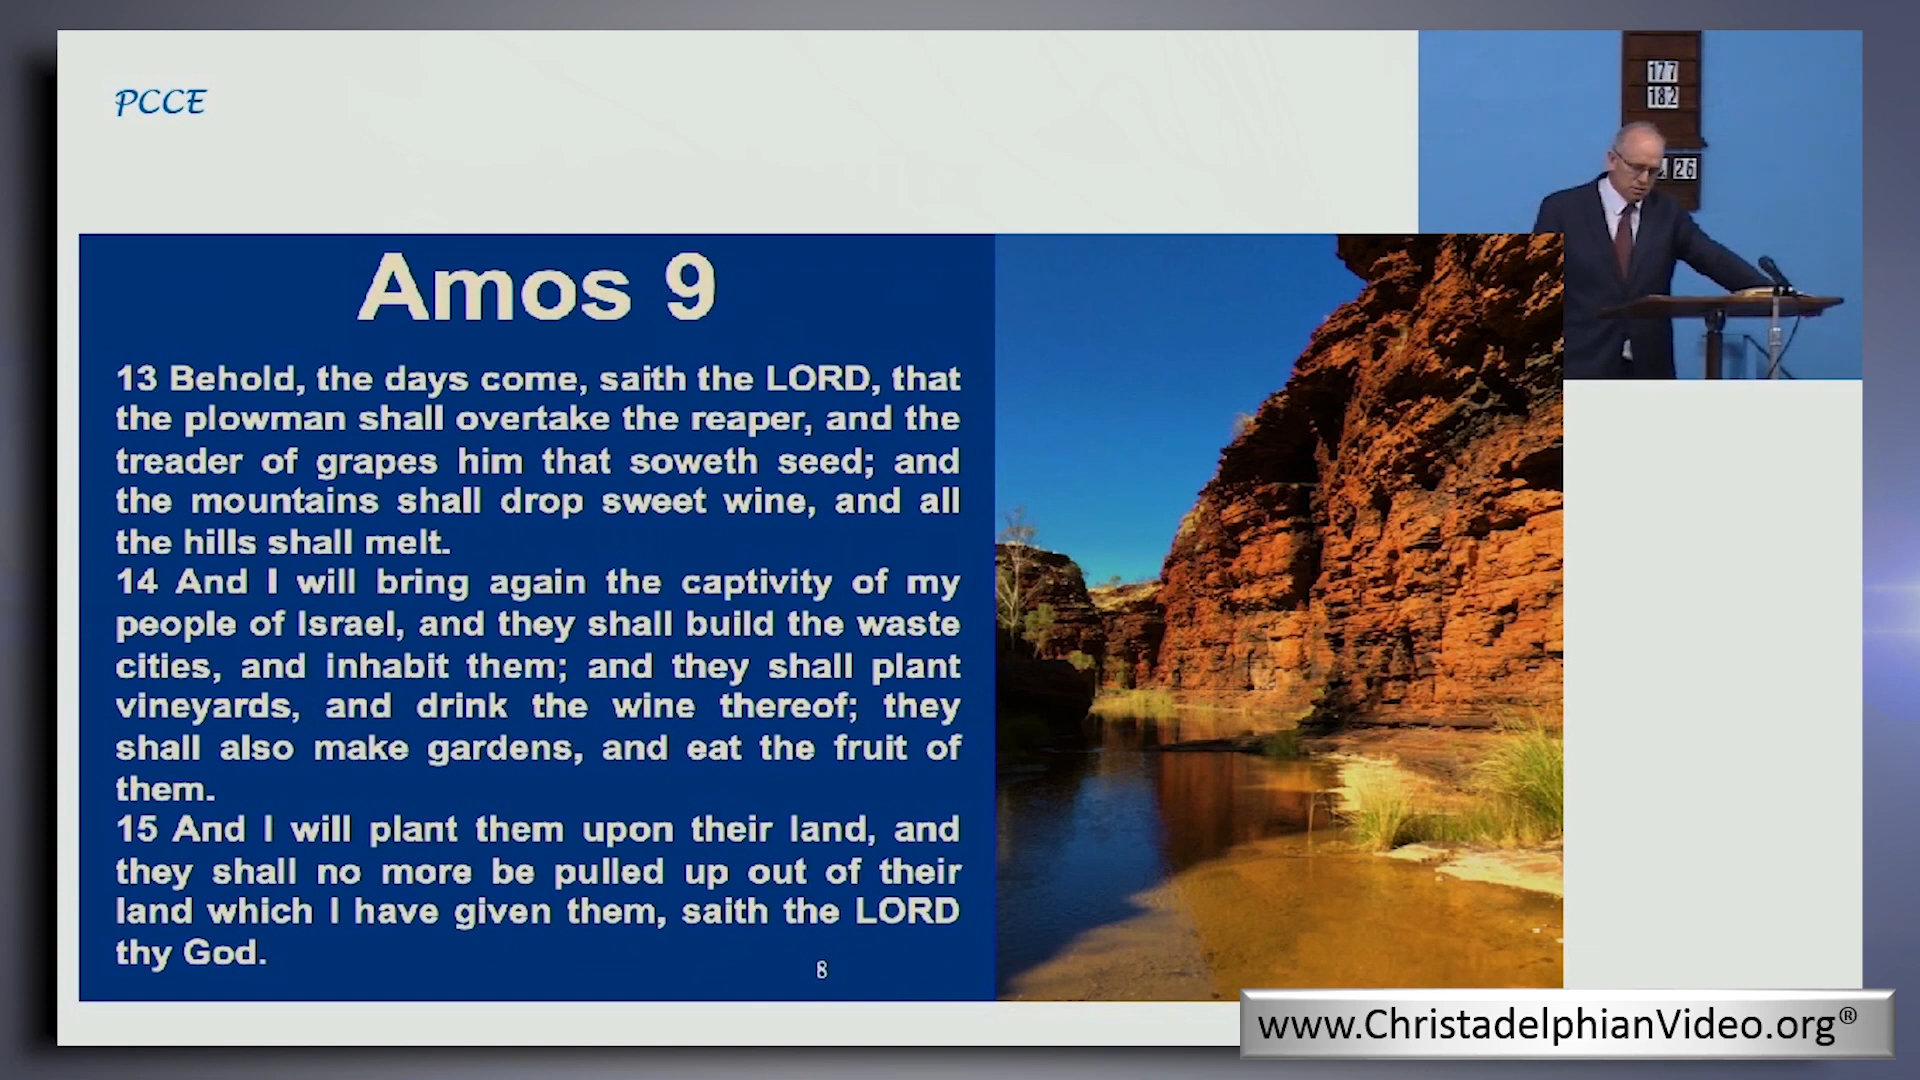 PCCE
177
182
26
Amos 9
13 Behold, the days come, saith the LORD, that
the plowman shall overtake the reaper, and the
treader of grapes him that soweth seed; and
the mountains shall drop sweet wine, and all
the hills shall melt.
14 And I will bring again the captivity of my
people of Israel, and they shall build the waste
cities, and inhabit them; and they shall plant
vineyards, and drink the wine thereof; they
shall also make gardens, and eat the fruit of
them.
15 And I will plant them upon their land, and
they shall no more be pulled up out of their
land which I have given them, saith the LORD
thy God.
8
www.ChristadelphianVideo.org®